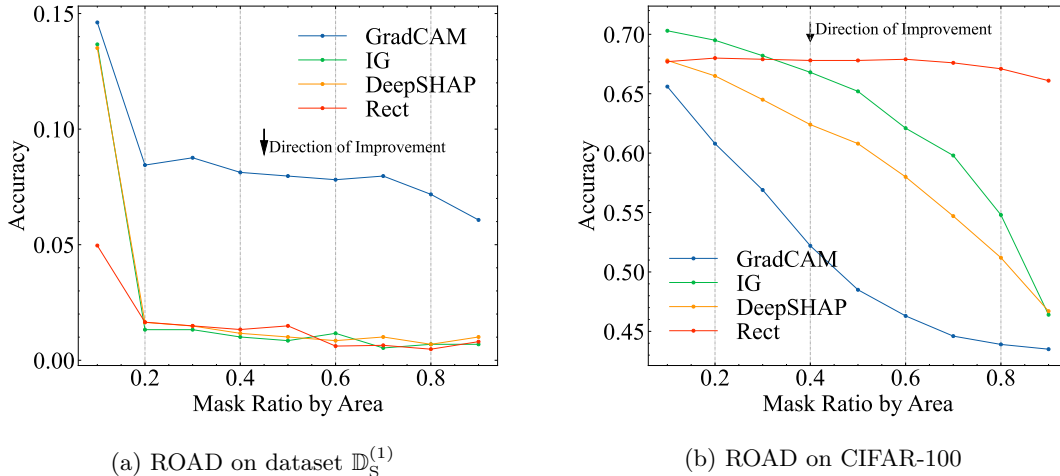 0.15
0.10
0.05
0.00
Accuracy
GradCAM
IG
DeepSHAP
Rect
Direction of Improvement
0.2 0.4 0.6 0.8
Mask Ratio by Area
(a) ROAD on dataset 𝔻_S^(1)
0.70
0.65
0.60
0.55
0.50
0.45
Accuracy
Direction of Improvement
GradCAM
IG
DeepSHAP
Rect
0.2 0.4 0.6 0.8
Mask Ratio by Area
(b) ROAD on CIFAR-100